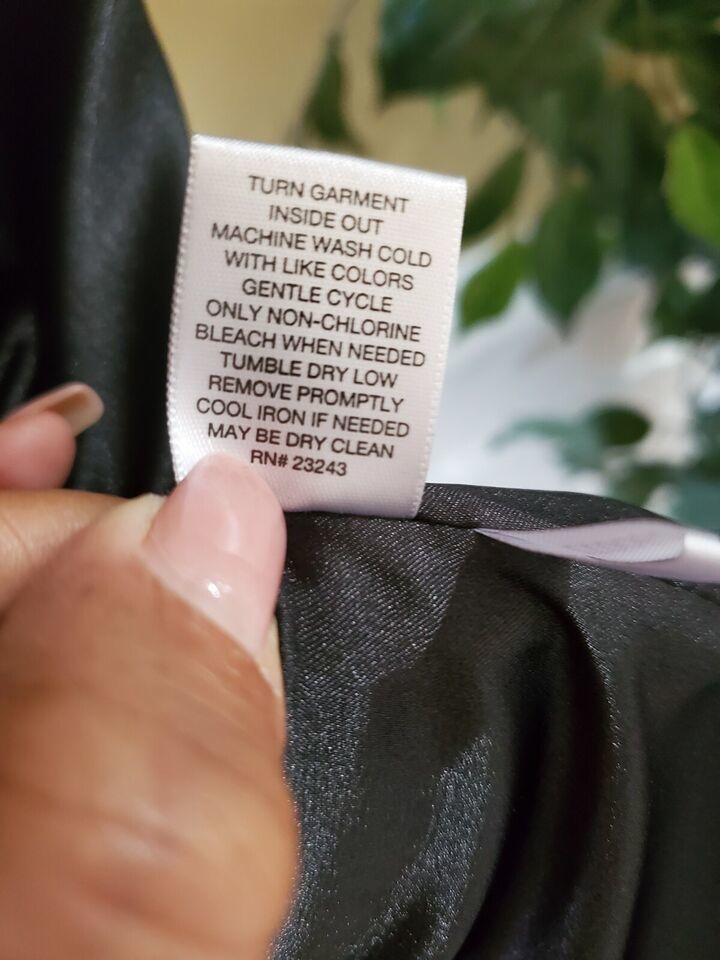 TURN GARMENT
INSIDE OUT
MACHINE WASH COLD
WITH LIKE COLORS
GENTLE CYCLE
ONLY NON-CHLORINE
BLEACH WHEN NEEDED
TUMBLE DRY LOW
REMOVE PROMPTLY
COOL IRON IF NEEDED
MAY BE DRY CLEAN
RN# 23243